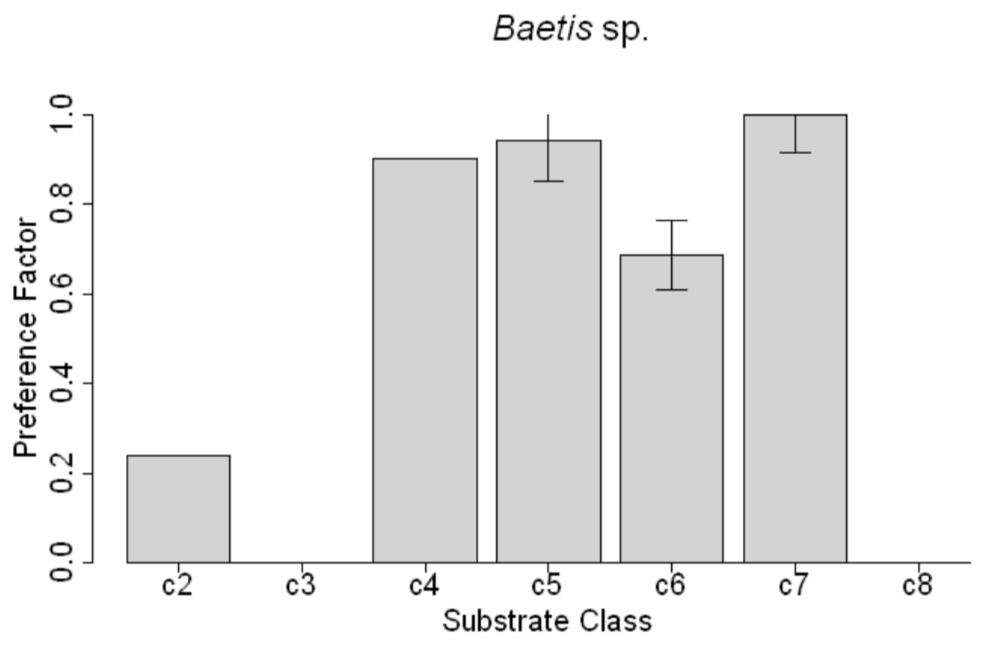 Baetis sp.
Preference Factor
1.0
0.8
0.6
0.4
0.2
0.0
c2 c3 c4 c5 c6 c7 c8
Substrate Class